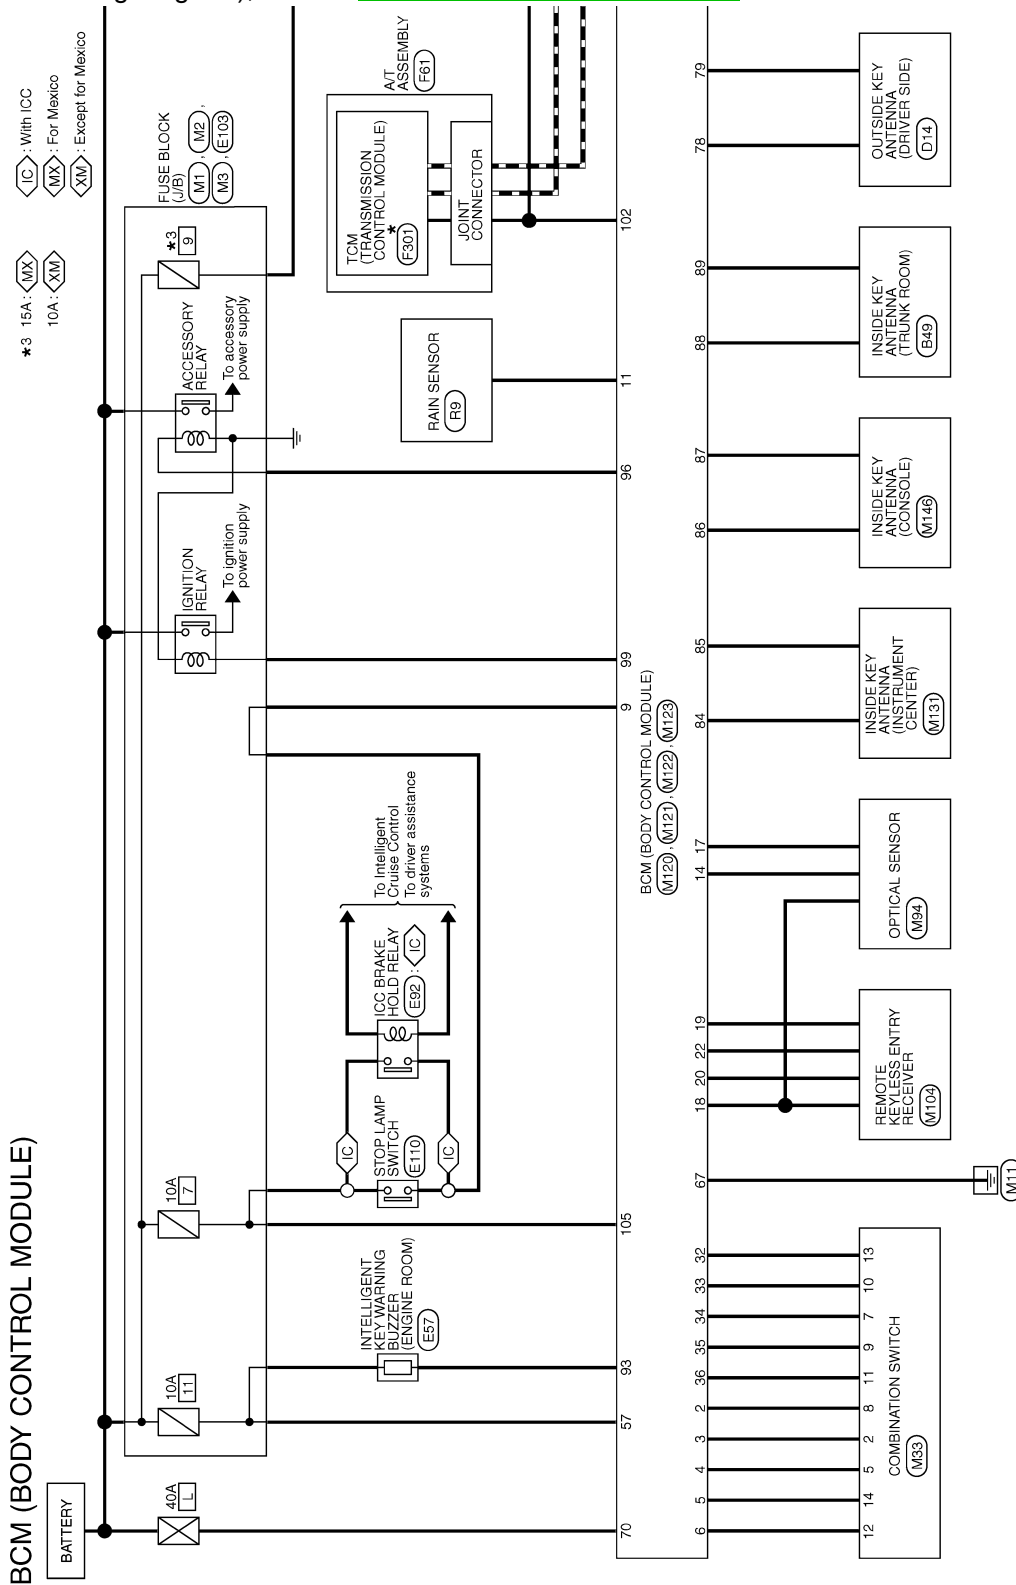 BCM (BODY CONTROL MODULE)
BATTERY
40A
L
10A
11
10A
7
*3
9
IGNITION
RELAY
To ignition
power supply
ACCESSORY
RELAY
To accessory
power supply
FUSE BLOCK
(J/B)
M1 , M2 ,
M3 , E103
*3 15A : MX
10A : XM
IC : With ICC
MX : For Mexico
XM : Except for Mexico
INTELLIGENT
KEY WARNING
BUZZER
(ENGINE ROOM)
E57
STOP LAMP
SWITCH
E110
IC
IC
ICC BRAKE
HOLD RELAY
E92 : IC
To Intelligent
Cruise Control
To driver assistance
systems
RAIN SENSOR
R9
TCM
(TRANSMISSION
CONTROL MODULE)
*
F301
JOINT
CONNECTOR
A/T
ASSEMBLY
F61
70
57
93
105
9
99
96
11
102
BCM (BODY CONTROL MODULE)
M120 , M121 , M122 , M123
6
5
4
3
2
36
35
34
33
32
67
18
20
22
19
14
17
84
85
86
87
88
89
78
79
12
14
5
2
8
11
9
7
10
13
COMBINATION SWITCH
M33
M11
REMOTE
KEYLESS ENTRY
RECEIVER
M104
OPTICAL SENSOR
M94
INSIDE KEY
ANTENNA
(INSTRUMENT
CENTER)
M131
INSIDE KEY
ANTENNA
(CONSOLE)
M146
INSIDE KEY
ANTENNA
(TRUNK ROOM)
B49
OUTSIDE KEY
ANTENNA
(DRIVER SIDE)
D14